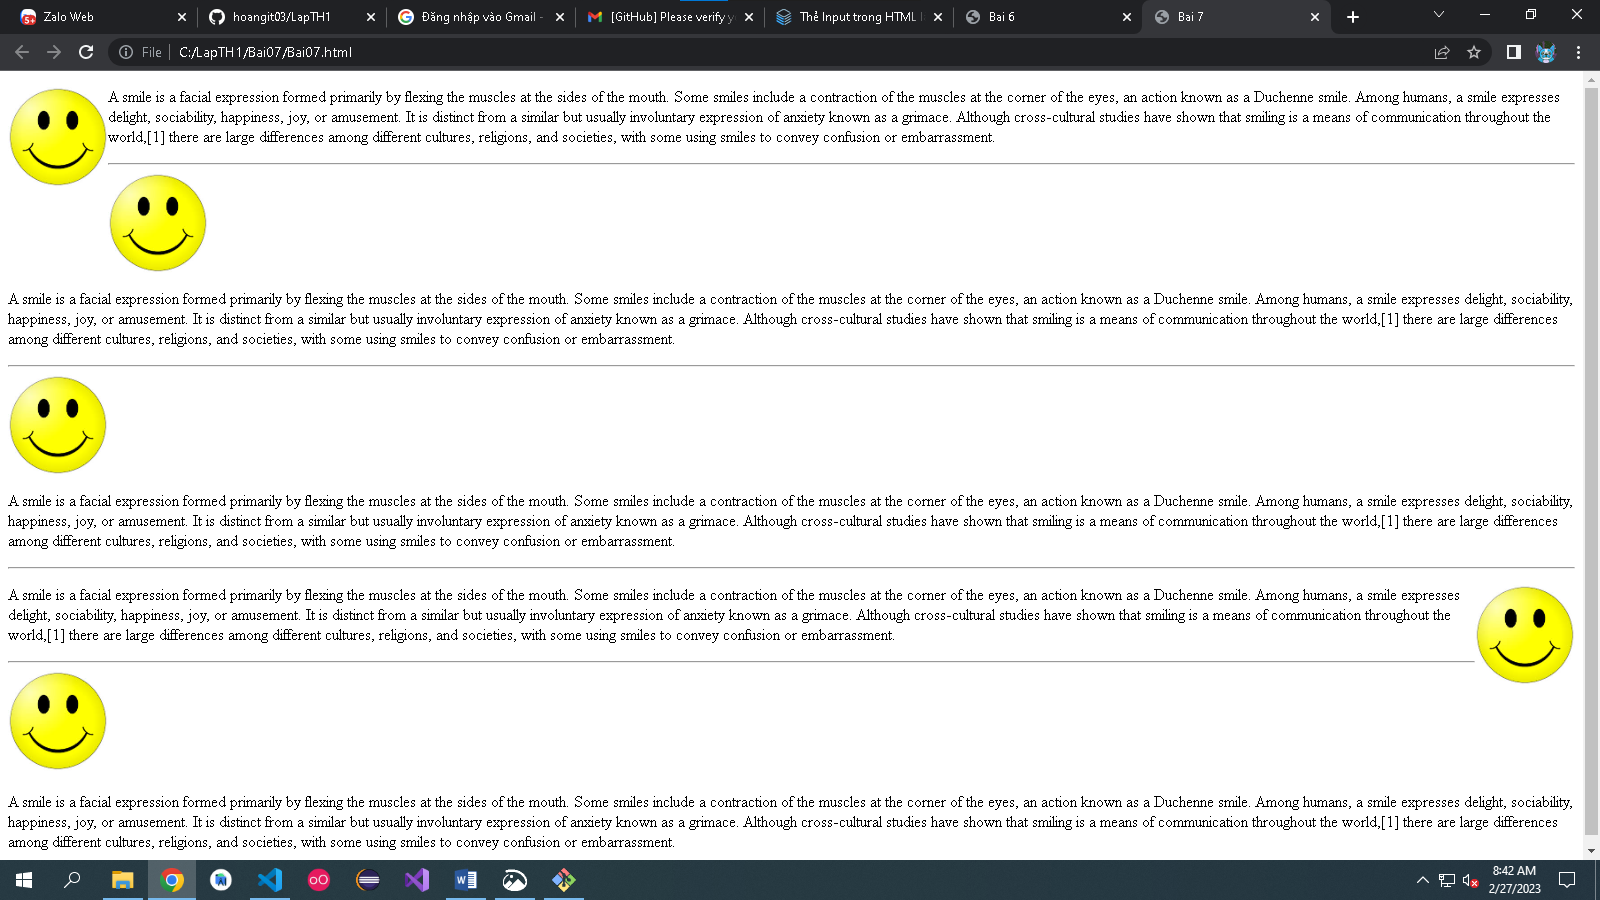 Zalo Web
hoangit03/LapTH1
Đăng nhập vào Gmail -
[GitHub] Please verify y
Thẻ Input trong HTML
Bai 6
Bai 7
File
C:/LapTH1/Bai07/Bai07.html
A smile is a facial expression formed primarily by flexing the muscles at the sides of the mouth. Some smiles include a contraction of the muscles at the corner of the eyes, an action known as a Duchenne smile. Among humans, a smile expresses
delight, sociability, happiness, joy, or amusement. It is distinct from a similar but usually involuntary expression of anxiety known as a grimace. Although cross-cultural studies have shown that smiling is a means of communication throughout the
world,[1] there are large differences among different cultures, religions, and societies, with some using smiles to convey confusion or embarrassment.
A smile is a facial expression formed primarily by flexing the muscles at the sides of the mouth. Some smiles include a contraction of the muscles at the corner of the eyes, an action known as a Duchenne smile. Among humans, a smile expresses delight, sociability,
happiness, joy, or amusement. It is distinct from a similar but usually involuntary expression of anxiety known as a grimace. Although cross-cultural studies have shown that smiling is a means of communication throughout the world,[1] there are large differences
among different cultures, religions, and societies, with some using smiles to convey confusion or embarrassment.
A smile is a facial expression formed primarily by flexing the muscles at the sides of the mouth. Some smiles include a contraction of the muscles at the corner of the eyes, an action known as a Duchenne smile. Among humans, a smile expresses delight, sociability,
happiness, joy, or amusement. It is distinct from a similar but usually involuntary expression of anxiety known as a grimace. Although cross-cultural studies have shown that smiling is a means of communication throughout the world,[1] there are large differences
among different cultures, religions, and societies, with some using smiles to convey confusion or embarrassment.
A smile is a facial expression formed primarily by flexing the muscles at the sides of the mouth. Some smiles include a contraction of the muscles at the corner of the eyes, an action known as a Duchenne smile. Among humans, a smile expresses
delight, sociability, happiness, joy, or amusement. It is distinct from a similar but usually involuntary expression of anxiety known as a grimace. Although cross-cultural studies have shown that smiling is a means of communication throughout the
world,[1] there are large differences among different cultures, religions, and societies, with some using smiles to convey confusion or embarrassment.
A smile is a facial expression formed primarily by flexing the muscles at the sides of the mouth. Some smiles include a contraction of the muscles at the corner of the eyes, an action known as a Duchenne smile. Among humans, a smile expresses delight, sociability,
happiness, joy, or amusement. It is distinct from a similar but usually involuntary expression of anxiety known as a grimace. Although cross-cultural studies have shown that smiling is a means of communication throughout the world,[1] there are large differences
among different cultures, religions, and societies, with some using smiles to convey confusion or embarrassment.
8:42 AM
2/27/2023